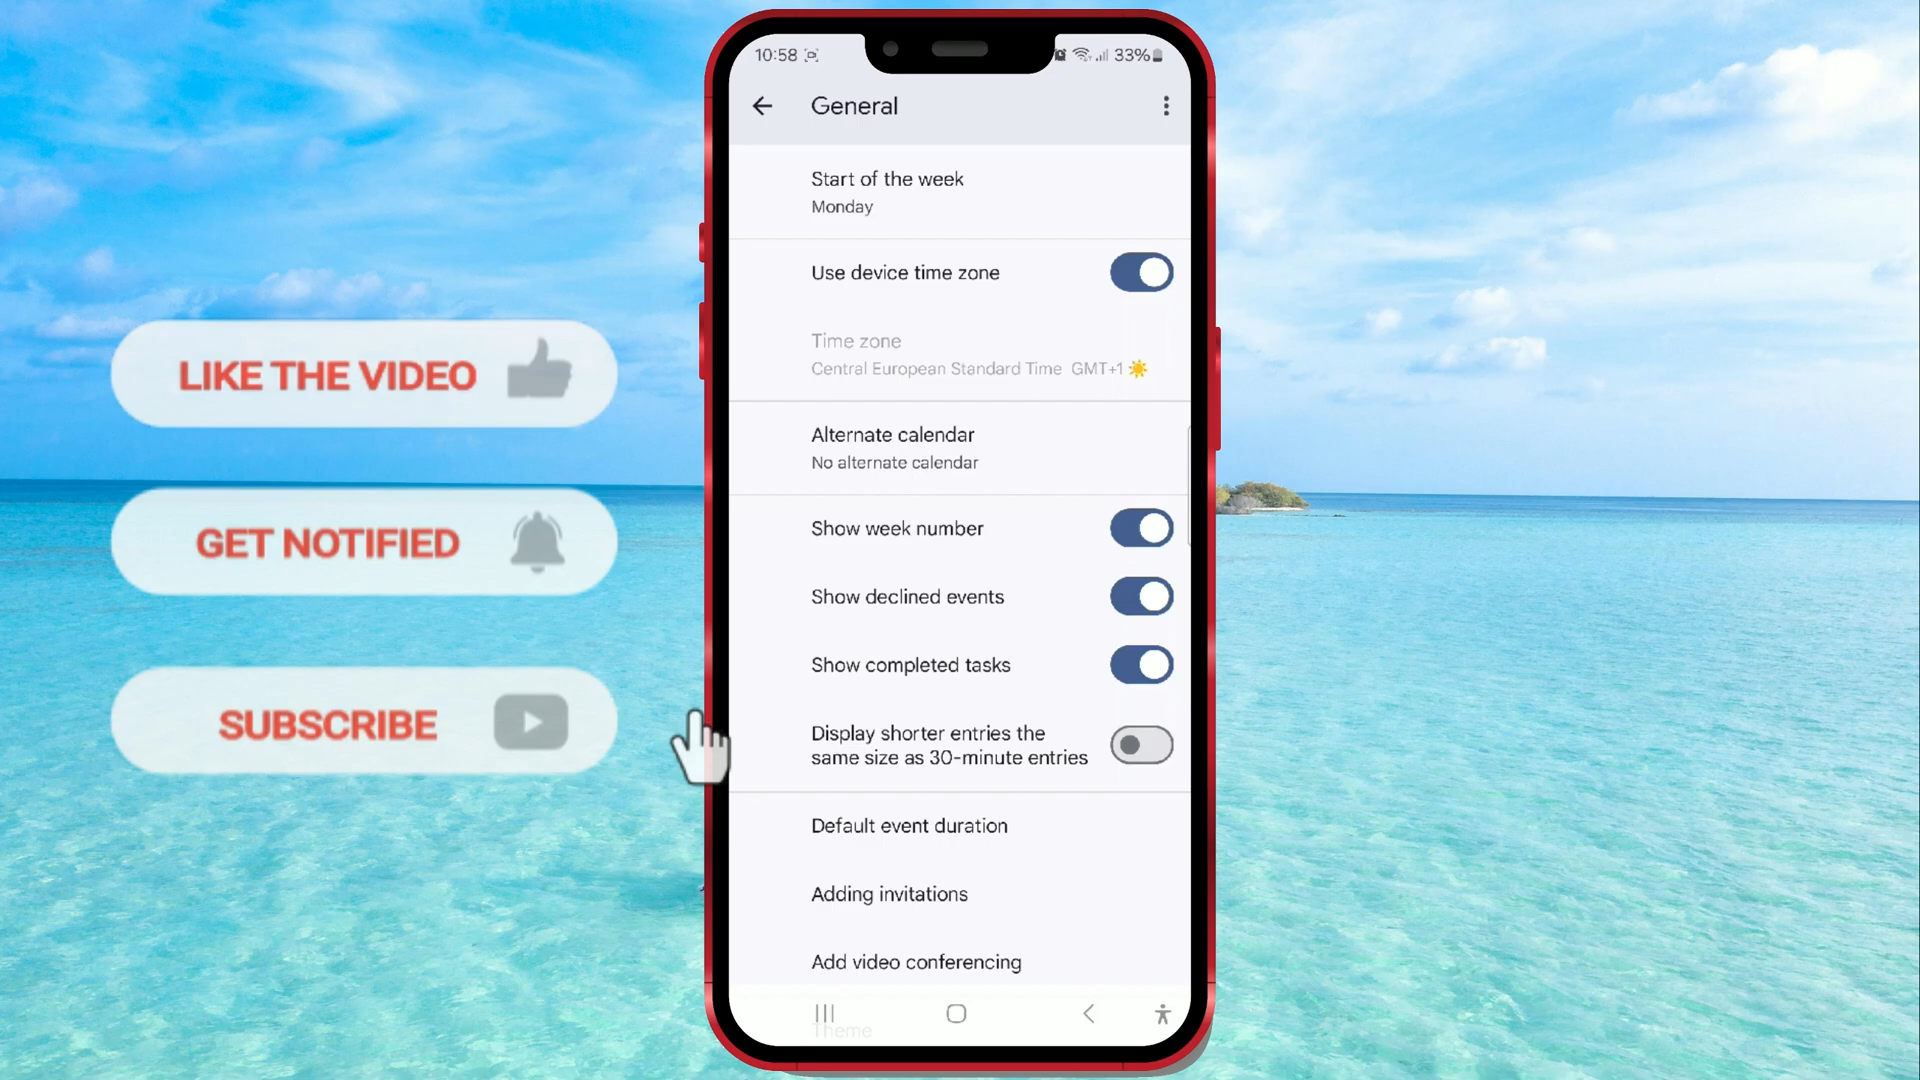 10:58
33%
General
Start of the week
Monday
Use device time zone
Time zone
Central European Standard Time GMT+1
Alternate calendar
No alternate calendar
Show week number
Show declined events
Show completed tasks
Display shorter entries the
same size as 30-minute entries
Default event duration
Adding invitations
Add video conferencing
Theme
LIKE THE VIDEO
GET NOTIFIED
SUBSCRIBE